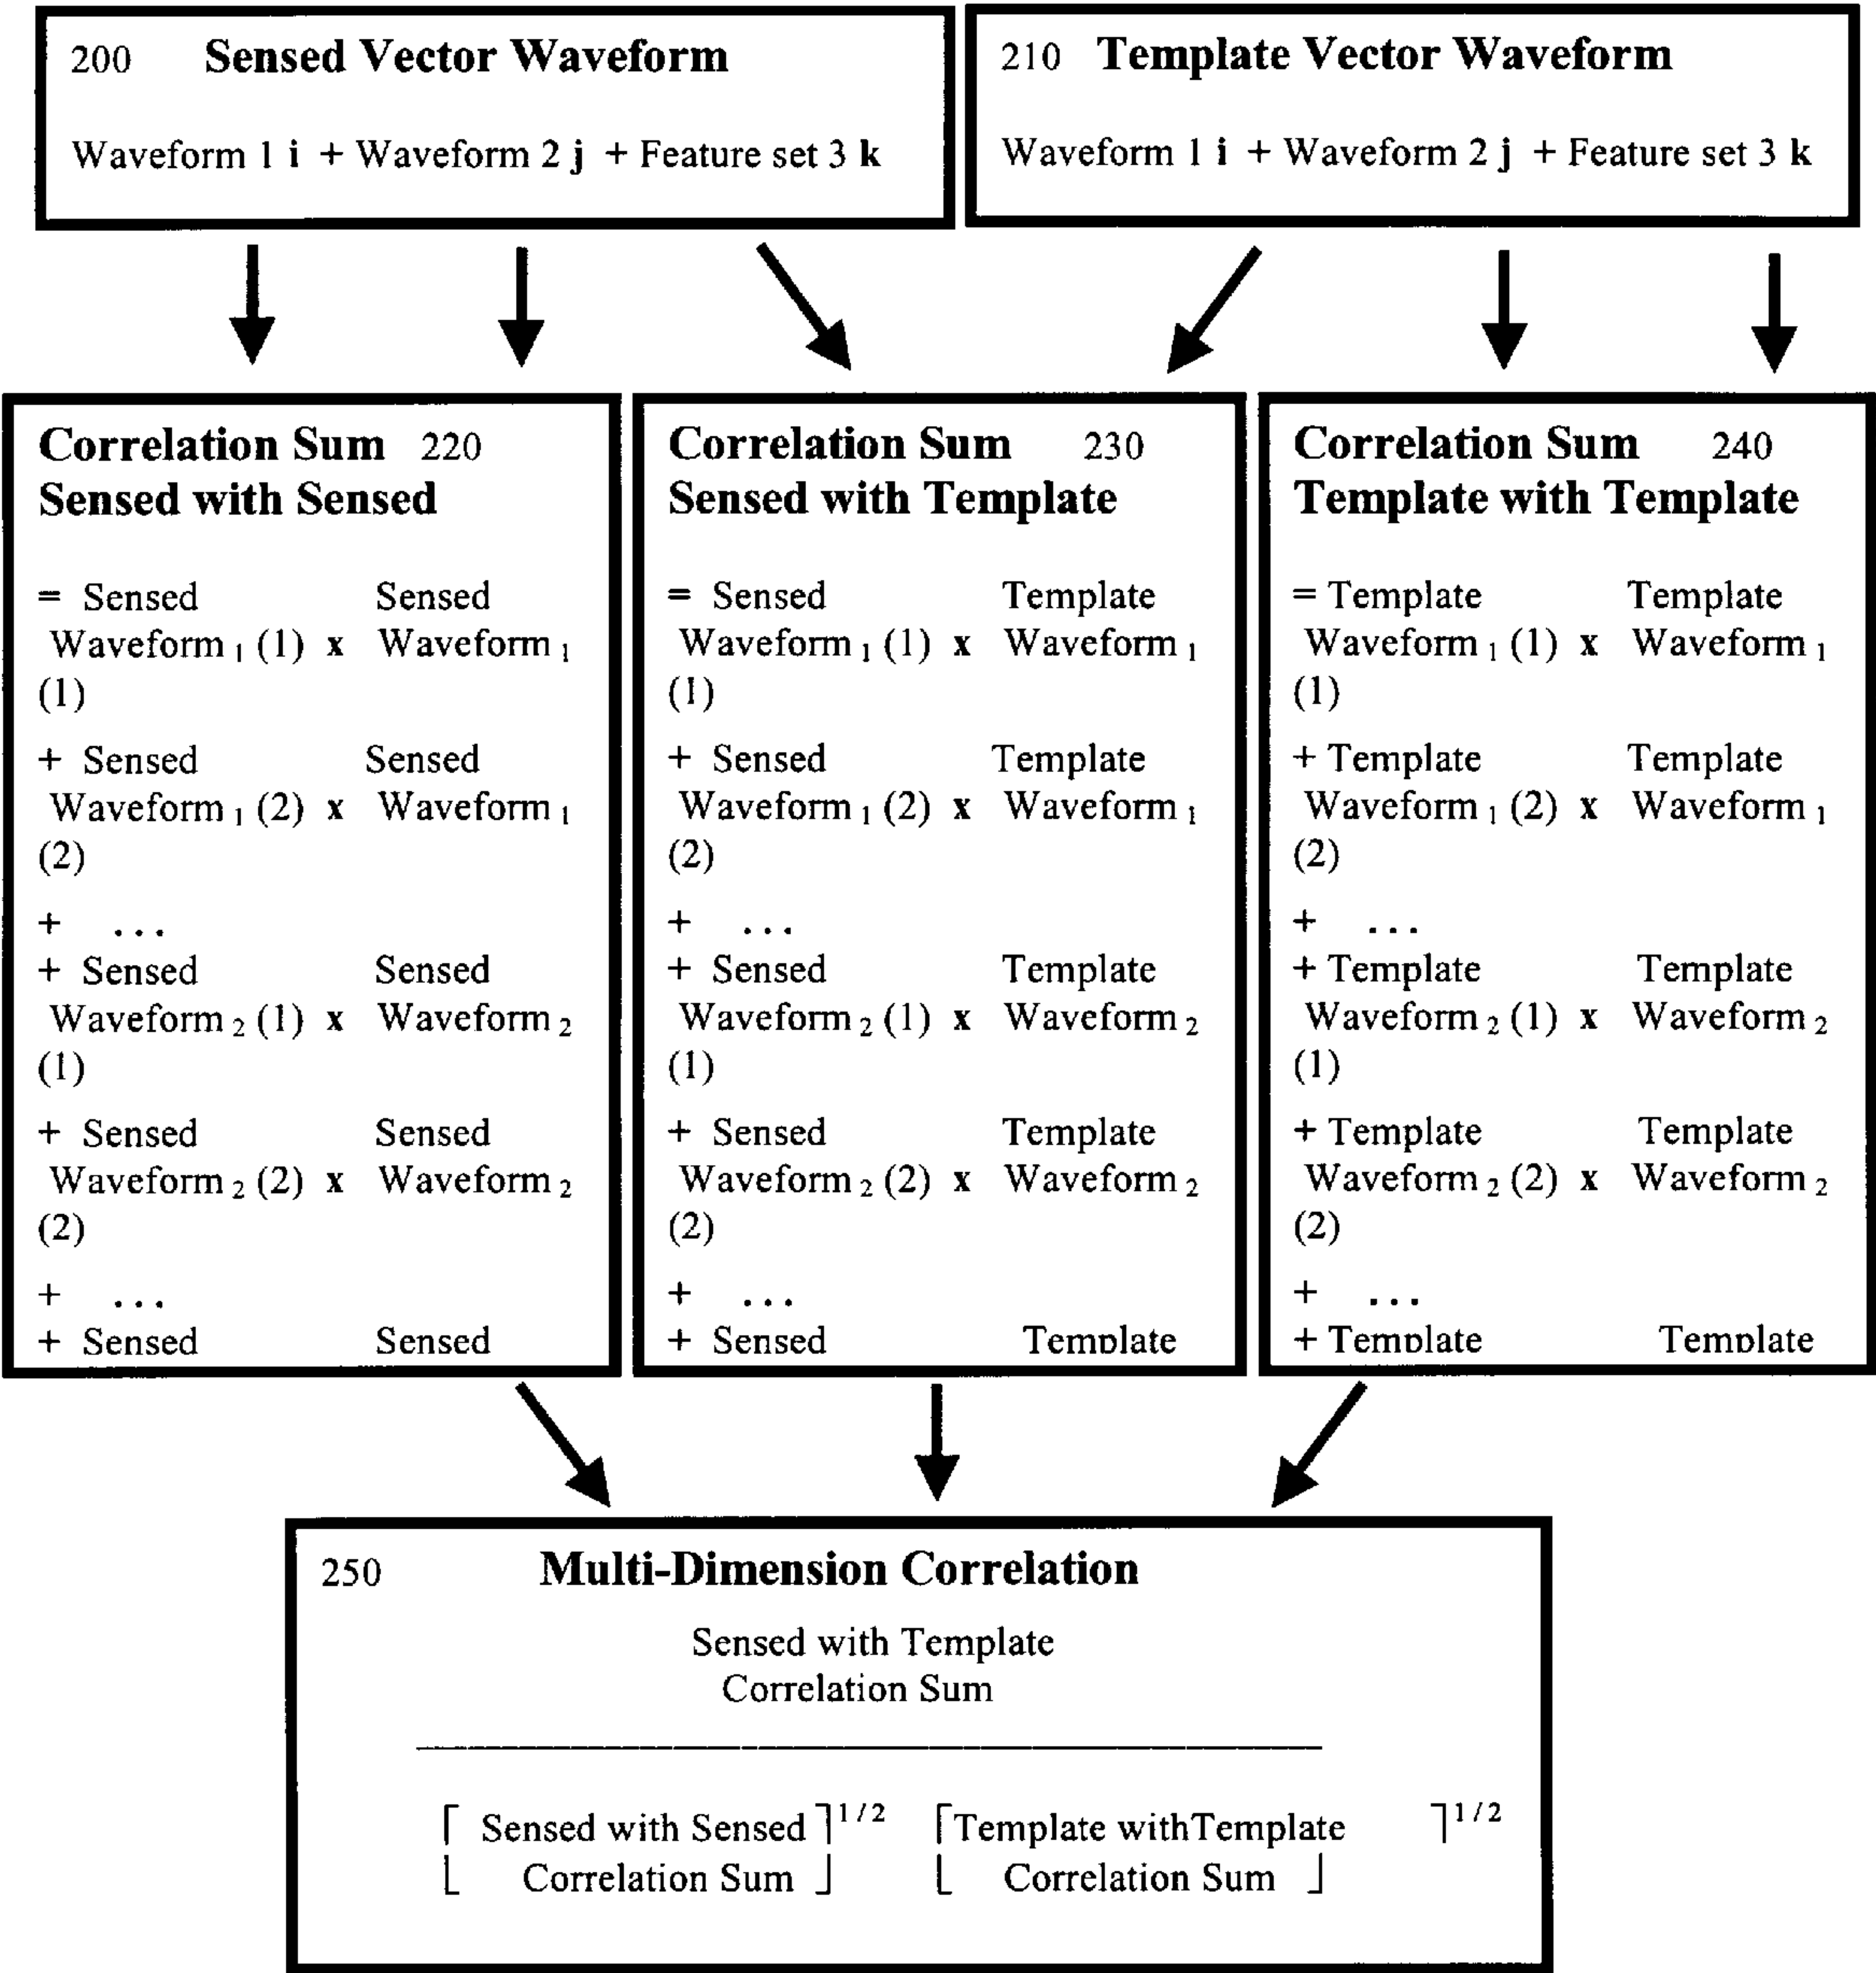 200 Sensed Vector Waveform
Waveform 1 i + Waveform 2 j + Feature set 3 k
210 Template Vector Waveform
Waveform 1 i + Waveform 2 j + Feature set 3 k
Correlation Sum 220
Sensed with Sensed
= Sensed Sensed
Waveform 1 (1) x Waveform 1
(1)
+ Sensed Sensed
Waveform 1 (2) x Waveform 1
(2)
+ ...
+ Sensed Sensed
Waveform 2 (1) x Waveform 2
(1)
+ Sensed Sensed
Waveform 2 (2) x Waveform 2
(2)
+ ...
+ Sensed Sensed
Correlation Sum 230
Sensed with Template
= Sensed Template
Waveform 1 (1) x Waveform 1
(1)
+ Sensed Template
Waveform 1 (2) x Waveform 1
(2)
+ ...
+ Sensed Template
Waveform 2 (1) x Waveform 2
(1)
+ Sensed Template
Waveform 2 (2) x Waveform 2
(2)
+ ...
+ Sensed Template
Correlation Sum 240
Template with Template
= Template Template
Waveform 1 (1) x Waveform 1
(1)
+ Template Template
Waveform 1 (2) x Waveform 1
(2)
+ ...
+ Template Template
Waveform 2 (1) x Waveform 2
(1)
+ Template Template
Waveform 2 (2) x Waveform 2
(2)
+ ...
+ Template Template
250 Multi-Dimension Correlation
Sensed with Template
Correlation Sum
⎡ Sensed with Sensed ⎤1/2 ⎡Template withTemplate ⎤1/2
⎣ Correlation Sum ⎦ ⎣ Correlation Sum ⎦